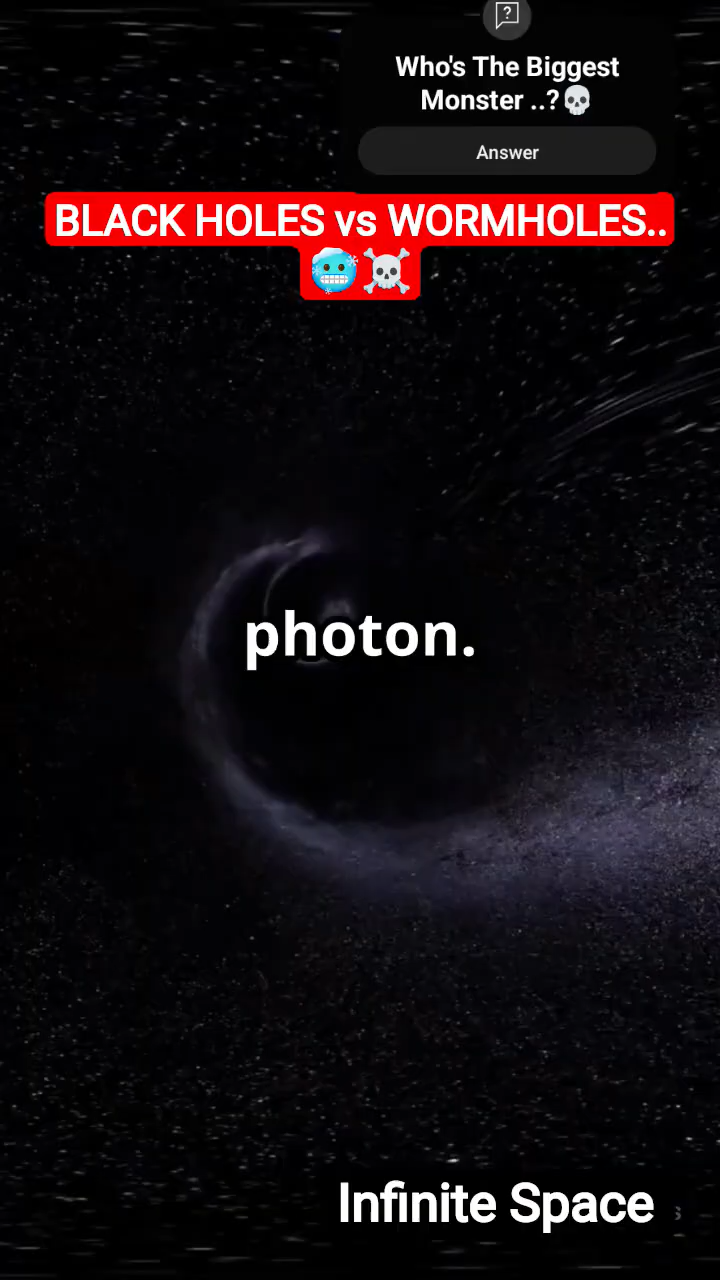 Who's The Biggest
Monster ..?💀
Answer
BLACK HOLES vs WORMHOLES..
🥶☠️
photon.
Infinite Space
s